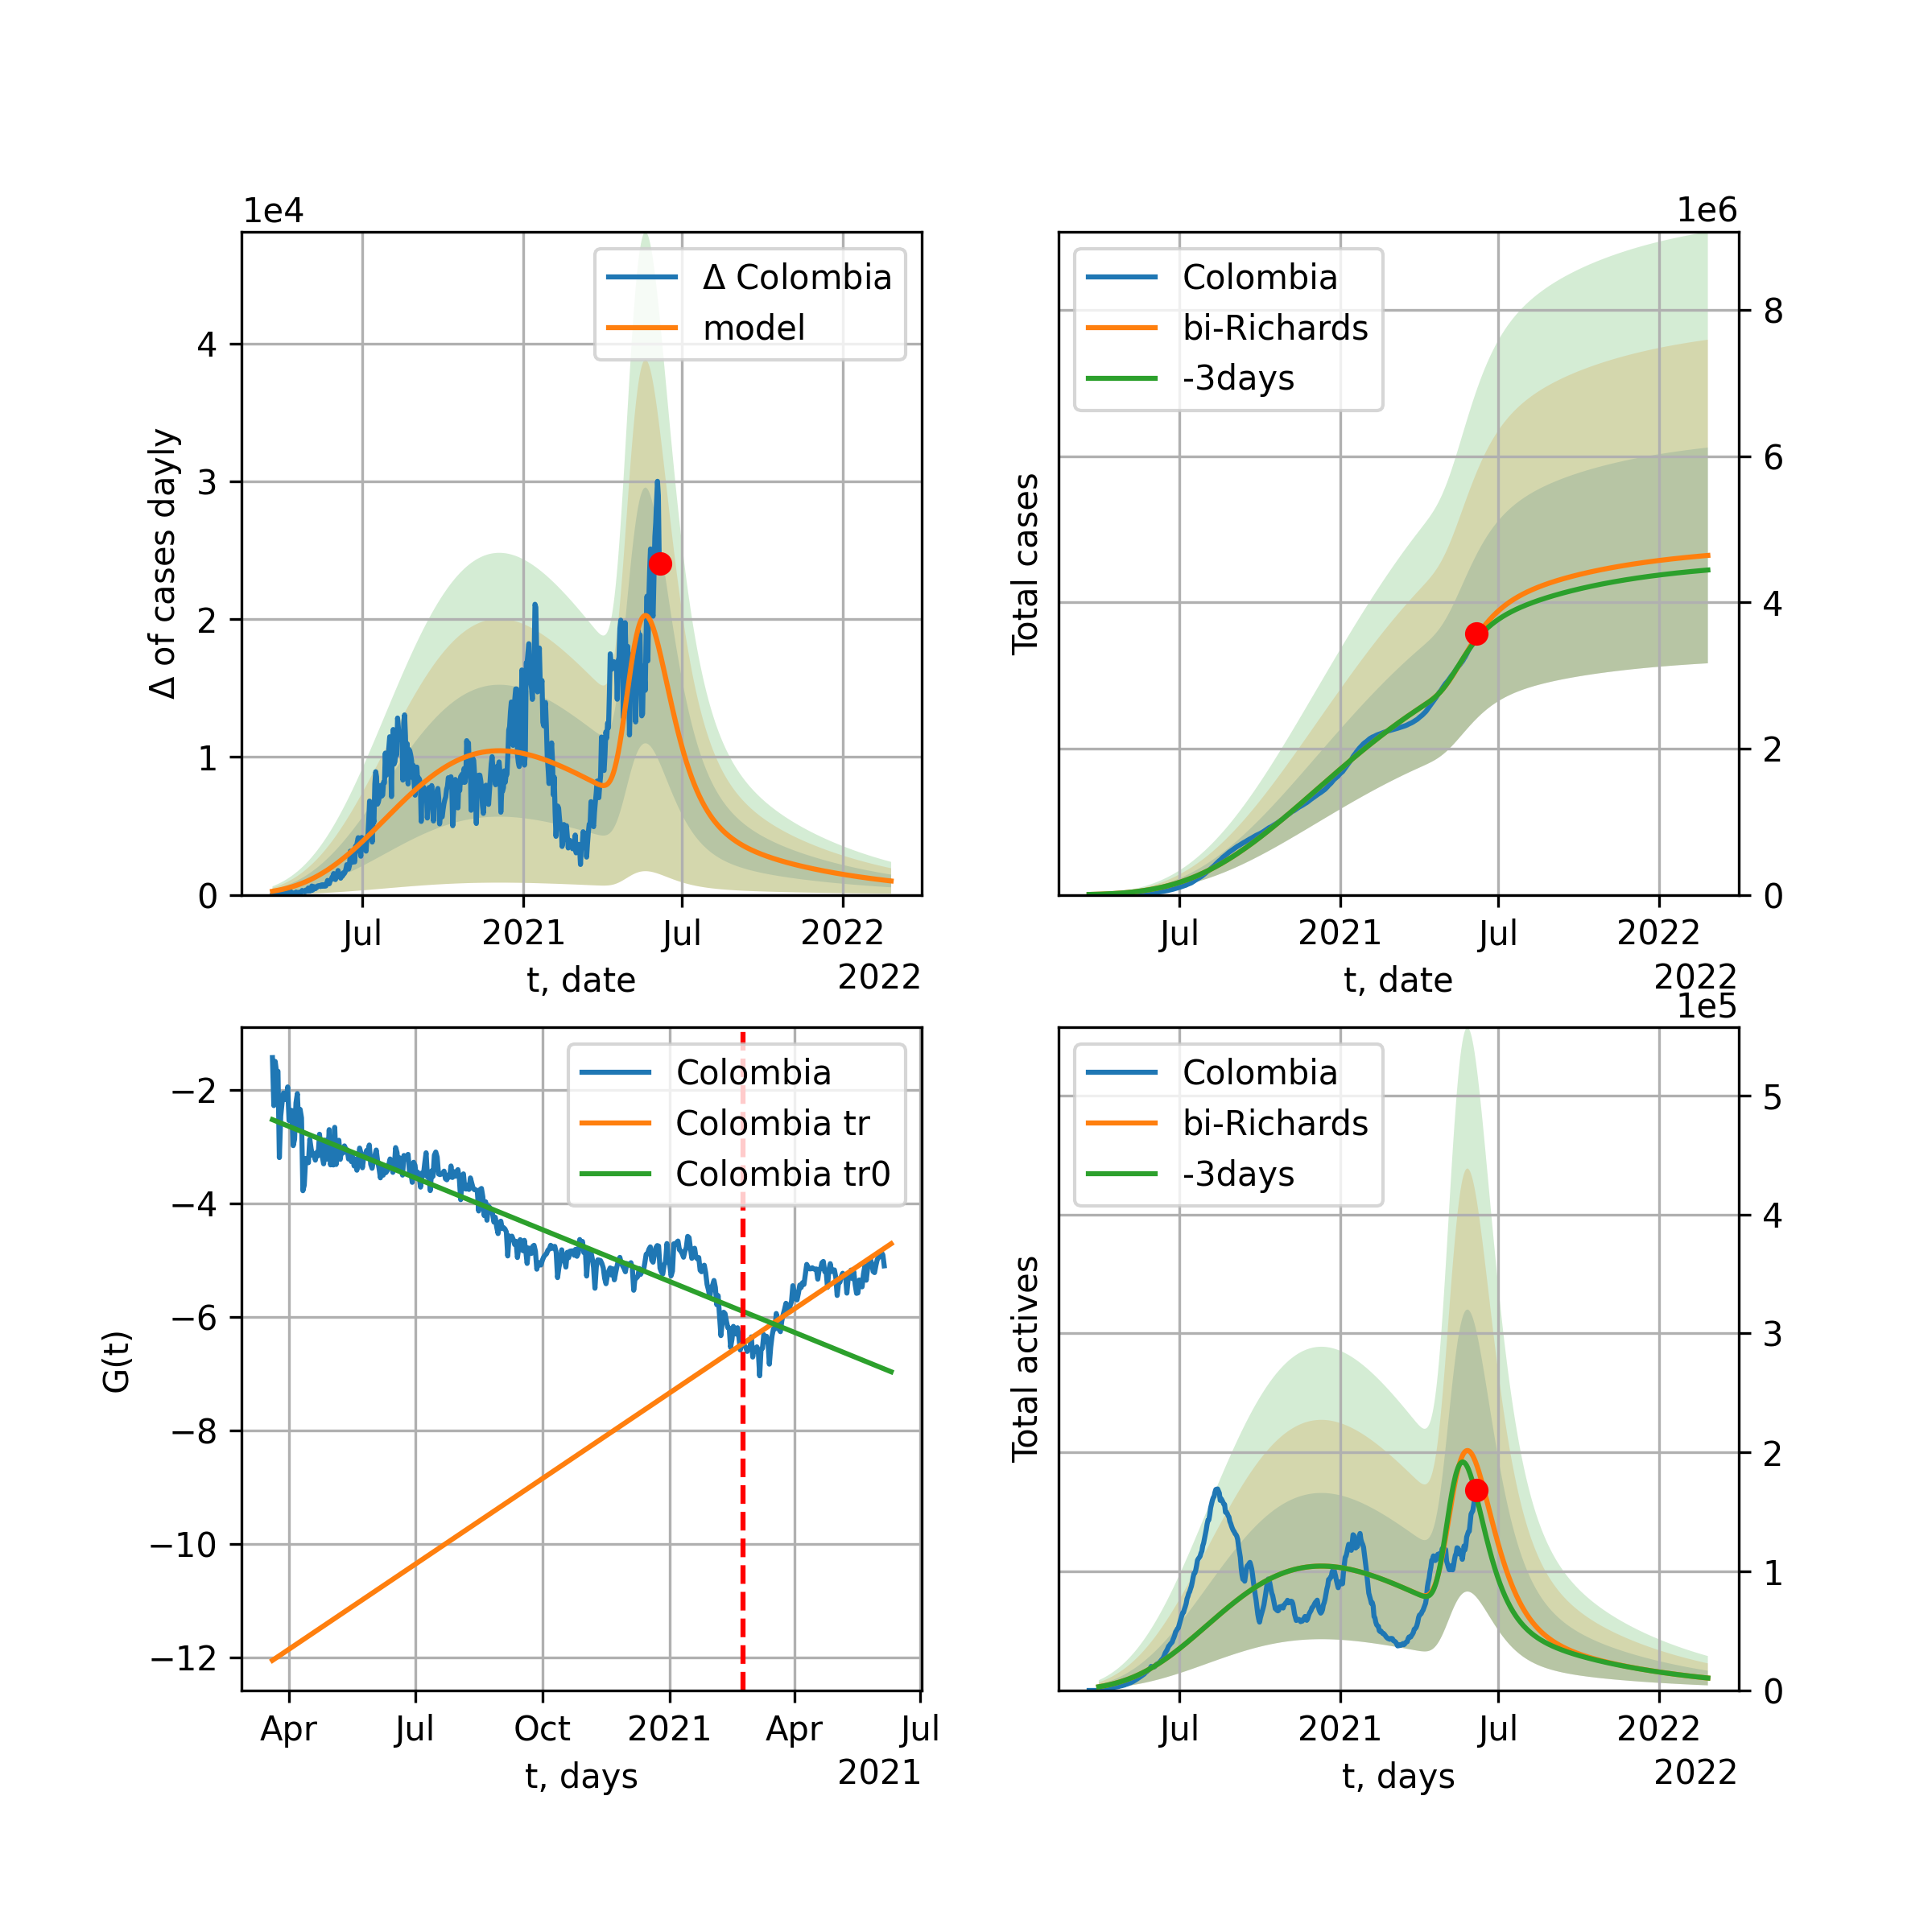 1e4
Δ of cases dayly
4
3
2
1
0
Δ Colombia
model
Jul
2021
Jul
2022
t, date
2022
1e6
Total cases
Colombia
bi-Richards
-3days
8
6
4
2
0
Jul
2021
Jul
2022
t, date
2022
G(t)
−2
−4
−6
−8
−10
−12
Colombia
Colombia tr
Colombia tr0
Apr
Jul
Oct
2021
Apr
Jul
t, days
2021
1e5
Total actives
Colombia
bi-Richards
-3days
5
4
3
2
1
0
Jul
2021
Jul
2022
t, days
2022